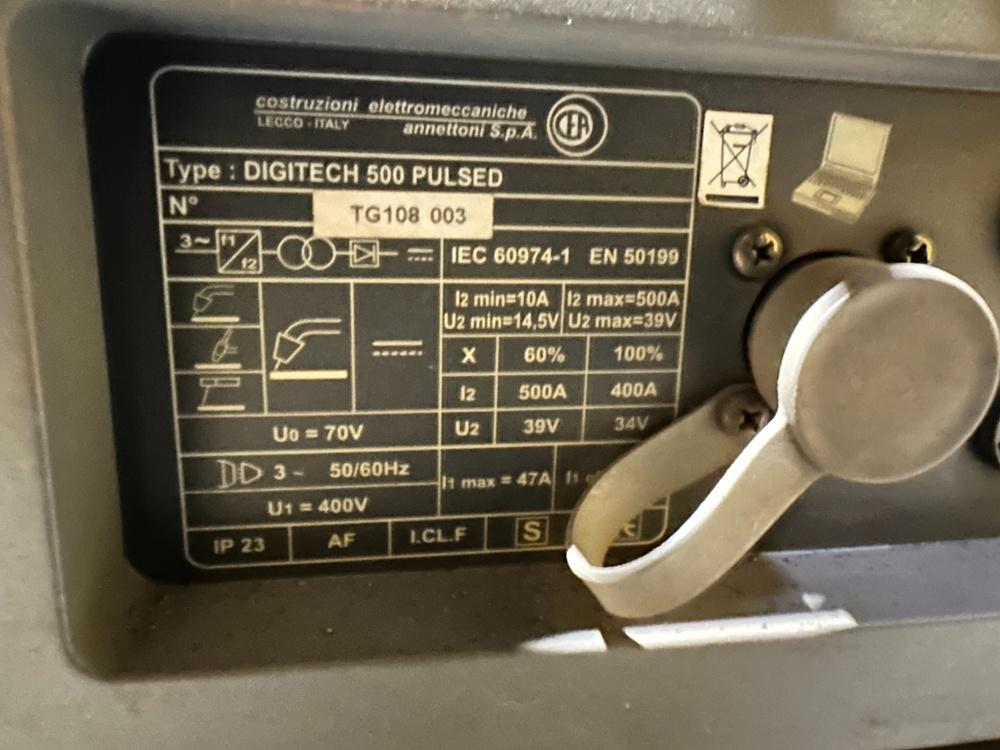 costruzioni elettromeccaniche
LECCO - ITALY annettoni S.p.A.
CEA
Type : DIGITECH 500 PULSED
N° TG108 003
3~ f1 f2 IEC 60974-1 EN 50199
I2 min=10A I2 max=500A
U2 min=14,5V U2 max=39V
X 60% 100%
I2 500A 400A
U0 = 70V U2 39V 34V
3 ~ 50/60Hz I1 max = 47A I1
U1 = 400V
IP 23 AF I.CL.F S